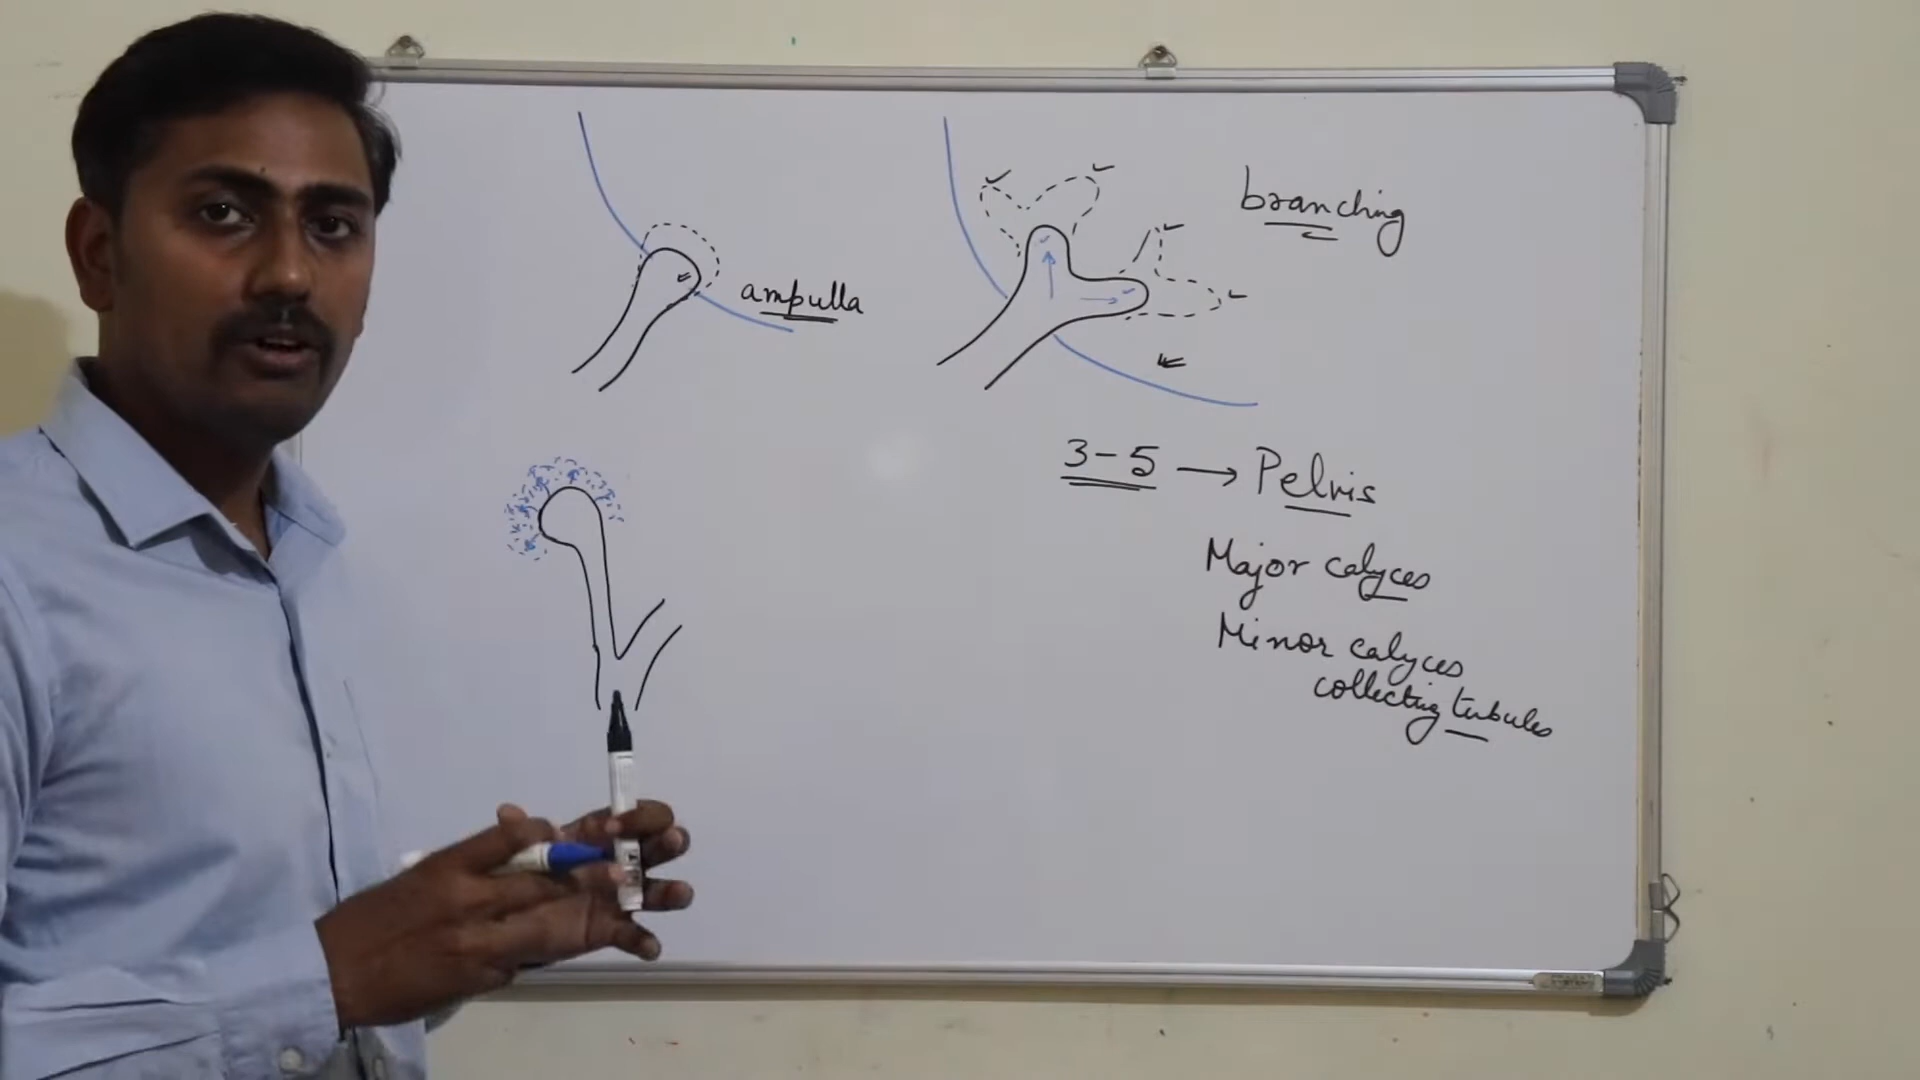 branching
ampulla
3-5 → Pelvis
Major calyces
Minor calyces
collecting tubules